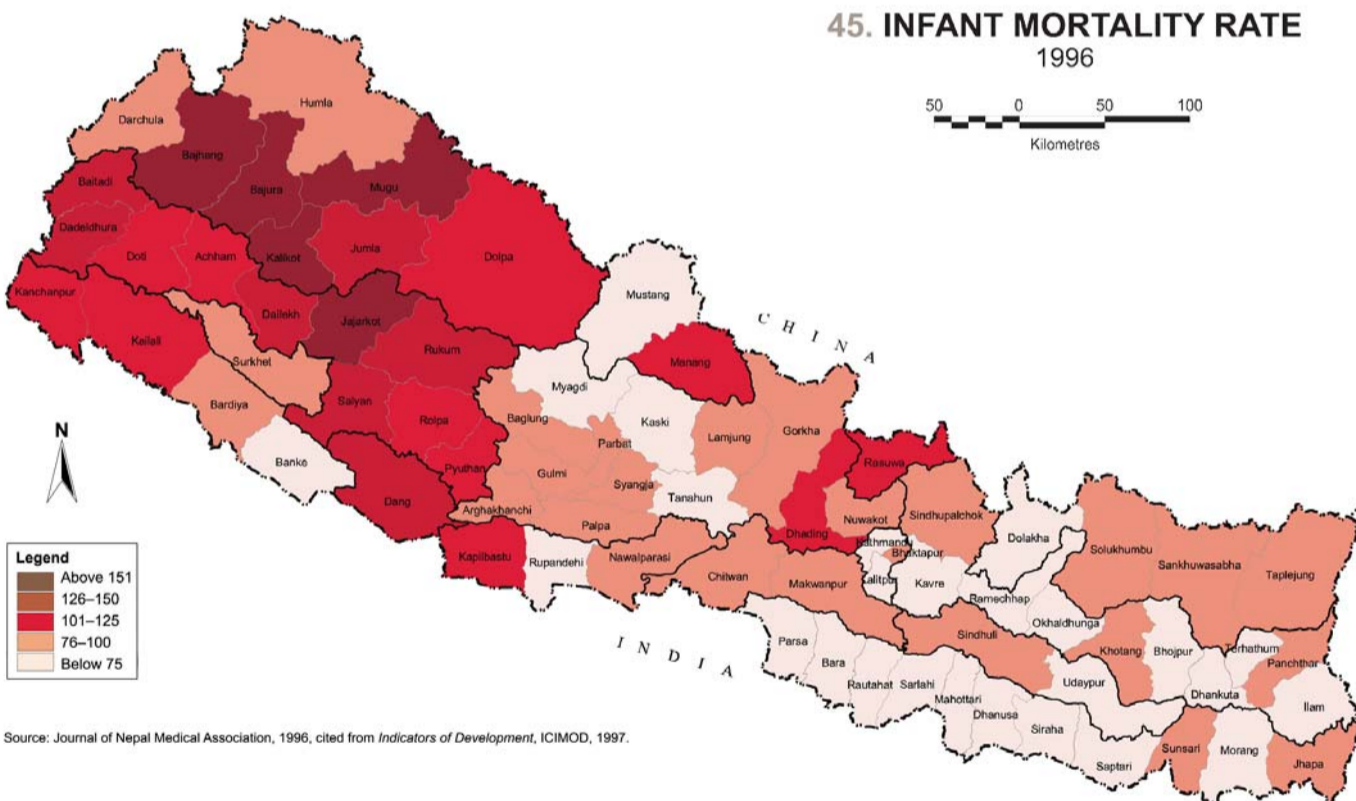 45. INFANT MORTALITY RATE
1996
50 0 50 100
Kilometres
Humla
Darchula
Bajhang
Baitadi
Bajura
Mugu
Dadeldhura
Doti
Achham
Kalikot
Jumla
Dolpa
Kanchanpur
Dailekh
Jajarkot
Mustang
CHINA
Kailali
Surkhet
Rukum
Manang
Myagdi
Bardiya
Salyan
Rolpa
Baglung
Kaski
Lamjung
Gorkha
N
Parbat
Banke
Pyuthan
Gulmi
Rasuwa
Syangja
Tanahun
Dang
Arghakhanchi
Nuwakot
Sindhupalchok
Palpa
Dhading
Kathmandu
Dolakha
Bhaktapur
Solukhumbu
Kapilbastu
Rupandehi
Nawalparasi
Sankhuwasabha
Chitwan
Makwanpur
Lalitpur
Kavre
Taplejung
Ramechhap
Okhaldhunga
INDIA
Parsa
Sindhuli
Khotang
Bhojpur
Terhathum
Panchthar
Bara
Rautahat
Sarlahi
Udaypur
Mahottari
Dhankuta
Dhanusa
Siraha
Ilam
Saptari
Sunsari
Morang
Jhapa
Legend
Above 151
126–150
101–125
76–100
Below 75
Source: Journal of Nepal Medical Association, 1996, cited from Indicators of Development, ICIMOD, 1997.